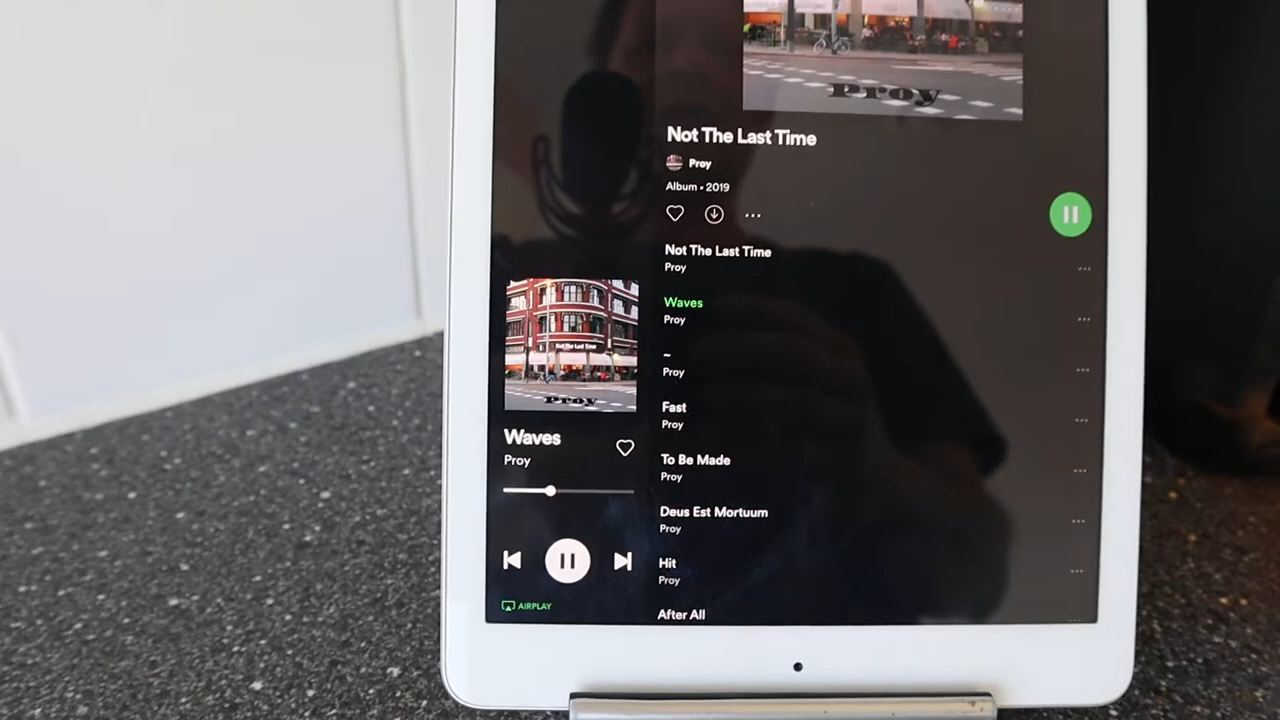 Proy
Not The Last Time
Proy
Album • 2019
Not The Last Time
Proy
Waves
Proy
~
Proy
Fast
Proy
To Be Made
Proy
Deus Est Mortuum
Proy
Hit
Proy
After All
Not The Last Time
Proy
Waves
Proy
AIRPLAY